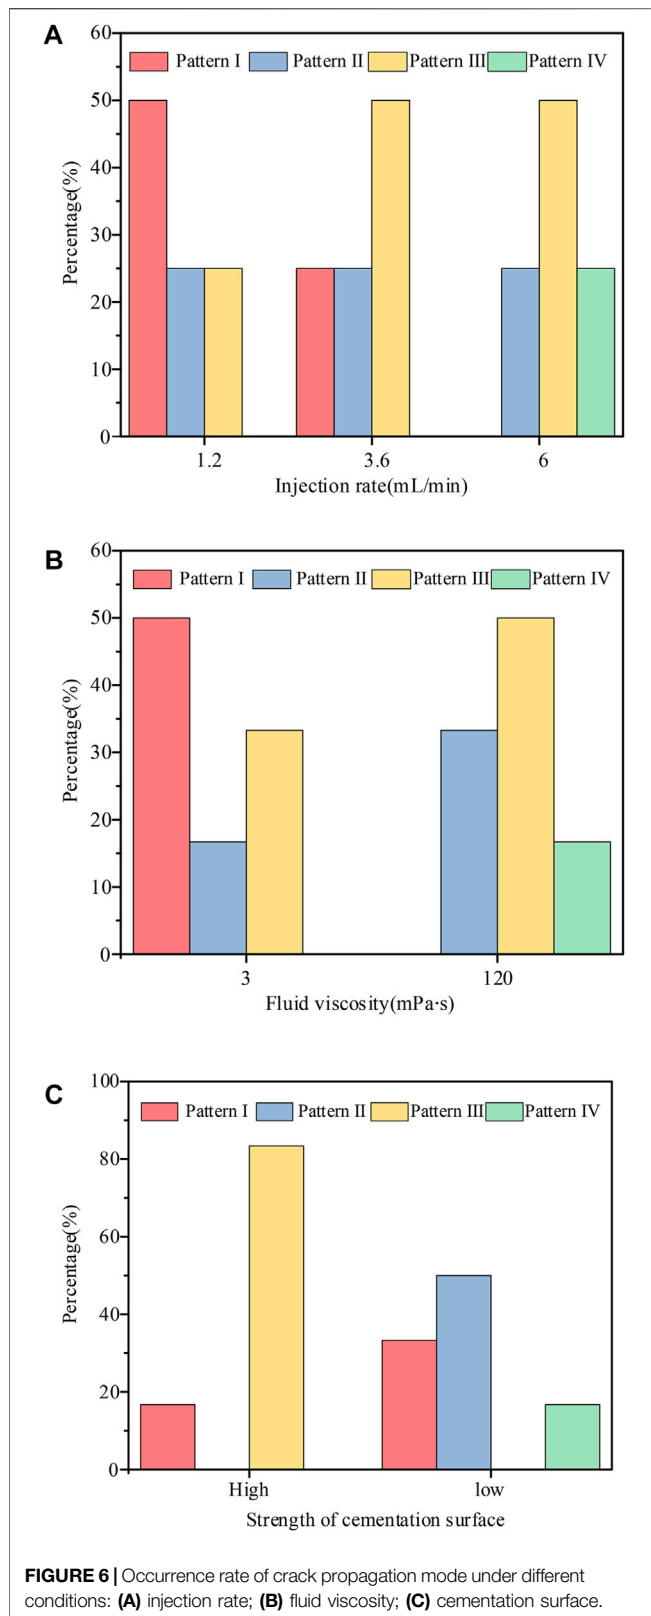 A
60
Pattern I Pattern II Pattern III Pattern IV
50
40
30
20
10
0
Percentage(%)
1.2 3.6 6
Injection rate(mL/min)
B
60
Pattern I Pattern II Pattern III Pattern IV
50
40
30
20
10
0
Percentage(%)
3 120
Fluid viscosity(mPa·s)
C
100
Pattern I Pattern II Pattern III Pattern IV
80
60
40
20
0
Percentage(%)
High low
Strength of cementation surface
FIGURE 6 | Occurrence rate of crack propagation mode under different
conditions: (A) injection rate; (B) fluid viscosity; (C) cementation surface.